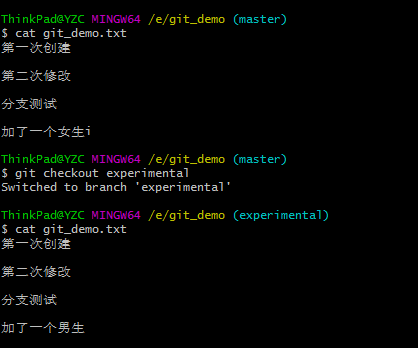 ThinkPad@YZC MINGW64 /e/git_demo (master)
$ cat git_demo.txt
第一次创建
第二次修改
分支测试
加了一个女生i
ThinkPad@YZC MINGW64 /e/git_demo (master)
$ git checkout experimental
Switched to branch 'experimental'
ThinkPad@YZC MINGW64 /e/git_demo (experimental)
$ cat git_demo.txt
第一次创建
第二次修改
分支测试
加了一个男生